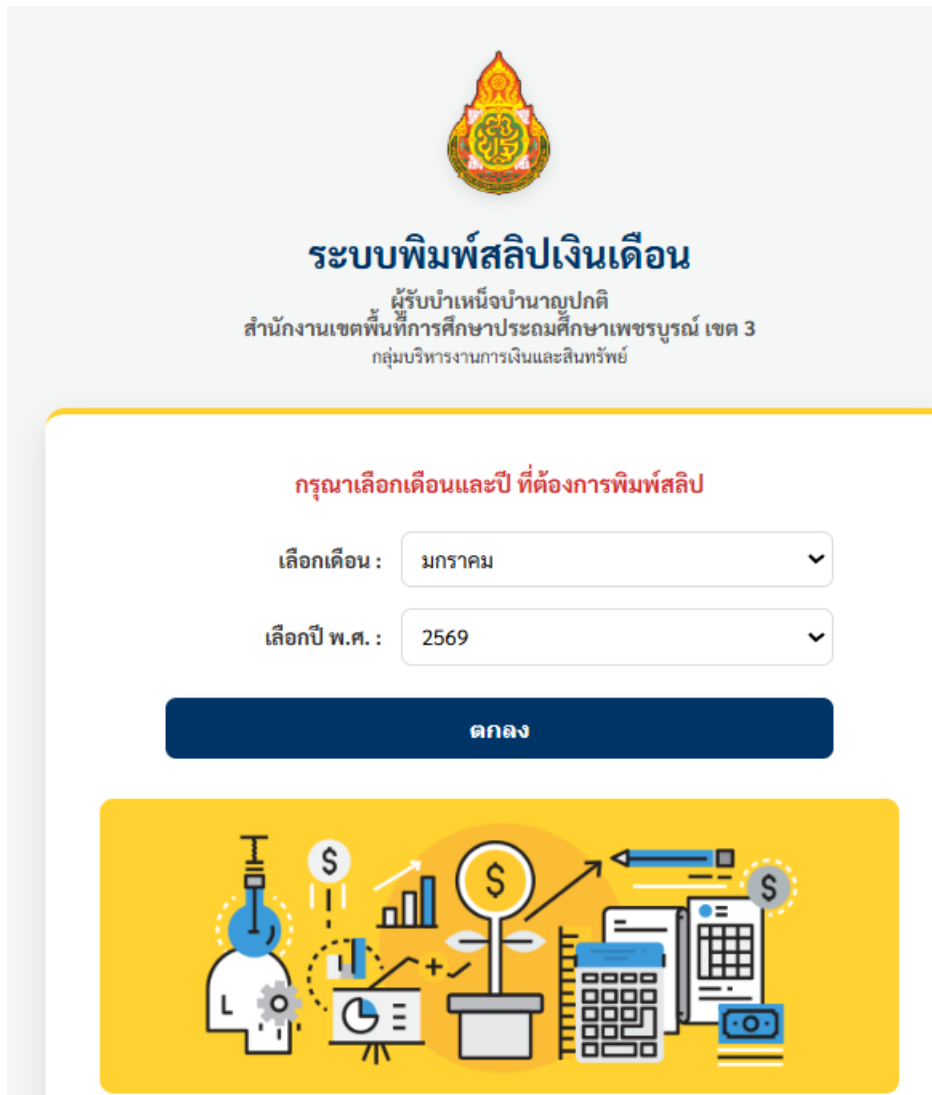 ระบบพิมพ์สลิปเงินเดือน
ผู้รับบำเหน็จบำนาญปกติ
สำนักงานเขตพื้นที่การศึกษาประถมศึกษาเพชรบูรณ์ เขต 3
กลุ่มบริหารงานการเงินและสินทรัพย์
กรุณาเลือกเดือนและปี ที่ต้องการพิมพ์สลิป
เลือกเดือน : มกราคม
เลือกปี พ.ศ. : 2569
ตกลง